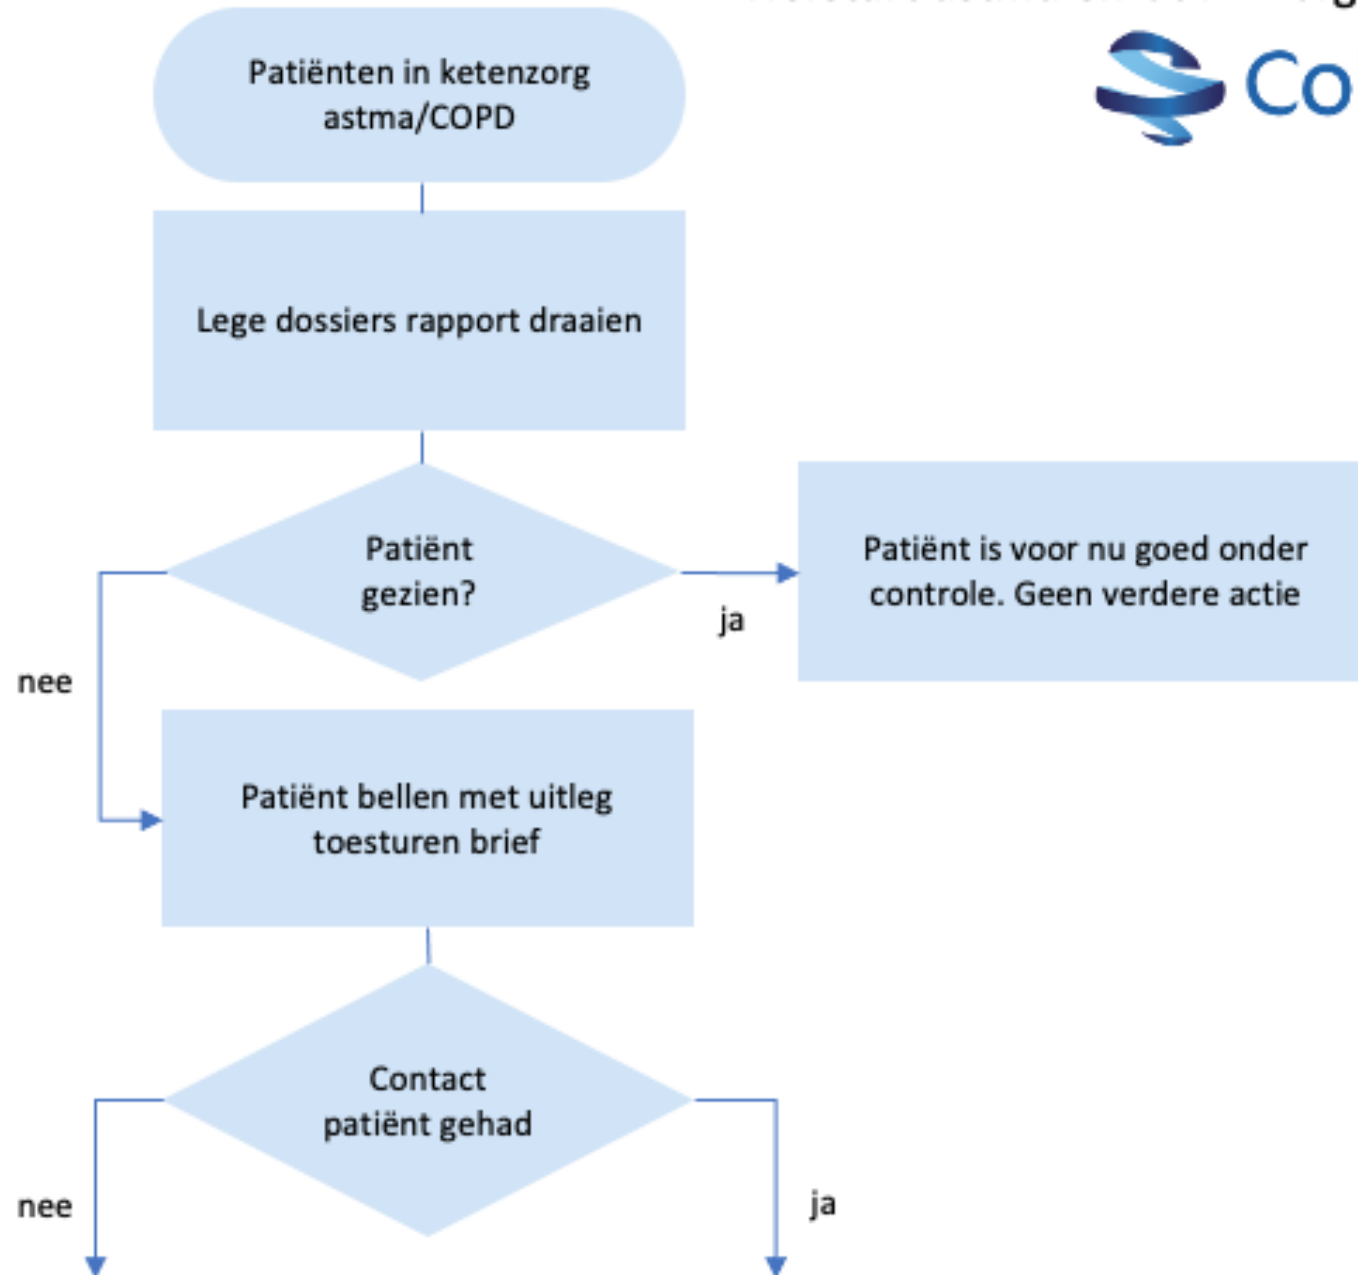 Co
Patiënten in ketenzorg
astma/COPD
Lege dossiers rapport draaien
Patiënt
gezien?
ja
Patiënt is voor nu goed onder
controle. Geen verdere actie
nee
Patiënt bellen met uitleg
toesturen brief
Contact
patiënt gehad
nee
ja